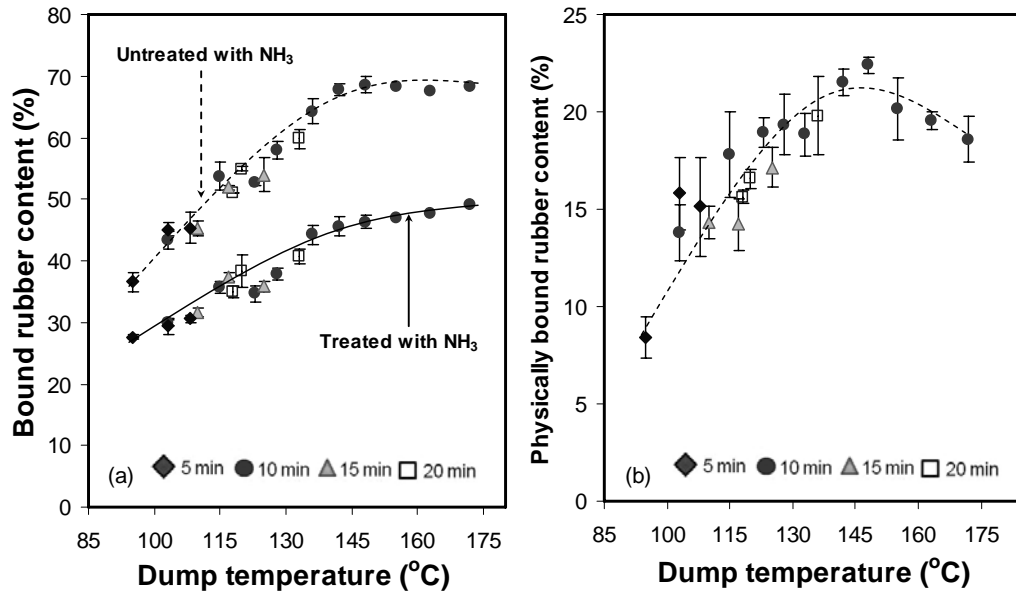 80
70
60
50
40
30
20
10
0
Bound rubber content (%)
Untreated with NH3
Treated with NH3
(a)
5 min
10 min
15 min
20 min
85
100
115
130
145
160
175
Dump temperature (oC)
25
20
15
10
5
0
Physically bound rubber content (%)
(b)
5 min
10 min
15 min
20 min
85
100
115
130
145
160
175
Dump temperature (oC)